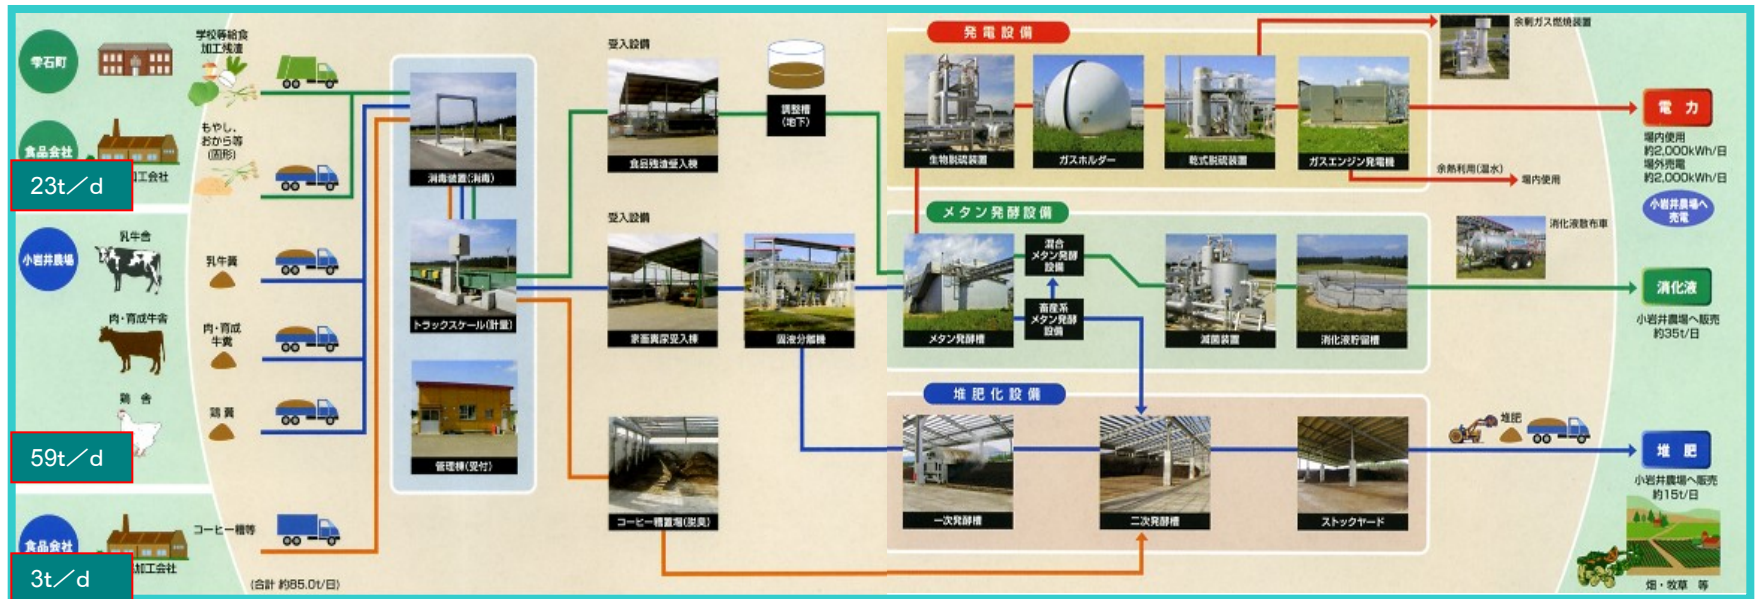 雫石町
学校等給食
加工残渣
食品会社
工会社
もやし、
おから等
(固形)
23t／d
小岩井農場
乳牛舎
乳牛糞
肉・育成牛舎
肉・育成
牛糞
鶏 舎
鶏 糞
59t／d
食品会社
加工会社
コーヒー糟等
3t／d
(合計 約85.0t/日)
消毒装置(消毒)
トラックスケール(計量)
管理棟(受付)
受入設備
食品残渣受入棟
調整槽
(地下)
受入設備
家畜糞尿受入棟
固液分離機
コーヒー糟置場(脱臭)
発電設備
生物脱硫装置
ガスホルダー
乾式脱硫装置
ガスエンジン発電機
余剰ガス燃焼装置
余熱利用(温水)
場内使用
メタン発酵設備
メタン発酵槽
混合
メタン発酵
設備
畜産系
メタン発酵
設備
滅菌装置
消化液貯留槽
消化液散布車
堆肥化設備
一次発酵槽
二次発酵槽
ストックヤード
堆肥
電 力
場内使用
約2,000kWh/日
場外売電
約2,000kWh/日
小岩井農場へ
売電
消化液
小岩井農場へ販売
約35t/日
堆 肥
小岩井農場へ販売
約15t/日
畑・牧草 等